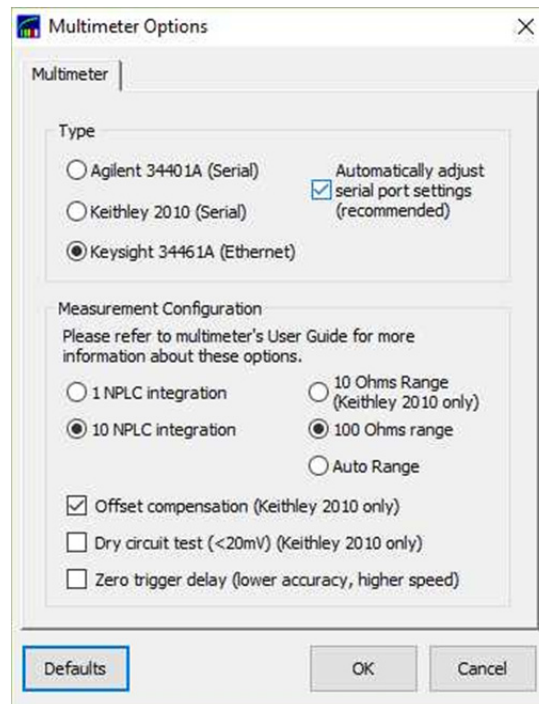 Multimeter Options
Multimeter
Type
Agilent 34401A (Serial)
Keithley 2010 (Serial)
Keysight 34461A (Ethernet)
Automatically adjust
serial port settings
(recommended)
Measurement Configuration
Please refer to multimeter's User Guide for more
information about these options.
1 NPLC integration
10 NPLC integration
10 Ohms Range
(Keithley 2010 only)
100 Ohms range
Auto Range
Offset compensation (Keithley 2010 only)
Dry circuit test (<20mV) (Keithley 2010 only)
Zero trigger delay (lower accuracy, higher speed)
Defaults
OK
Cancel